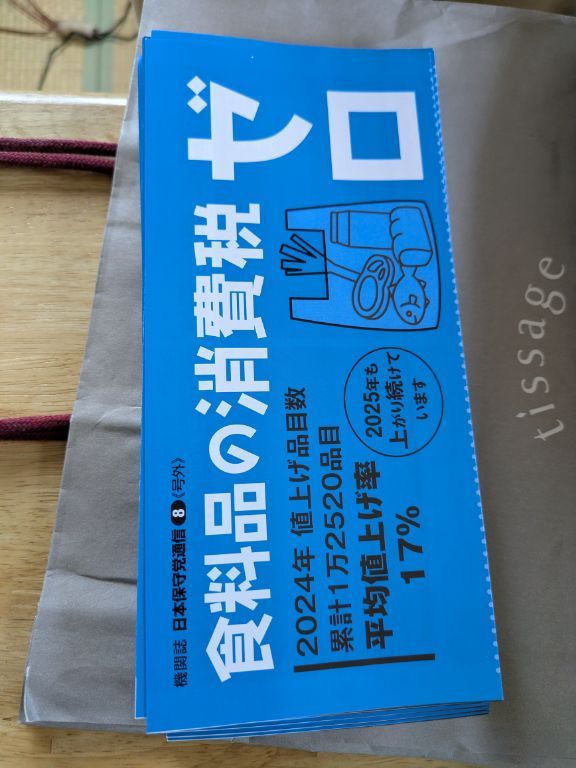 機関誌 日本保守党通信 8 《号外》
食料品の消費税 ゼロ
2024年 値上げ品目数
累計1万2520品目
平均値上げ率
17%
2025年も
上がり続けて
います
tissage